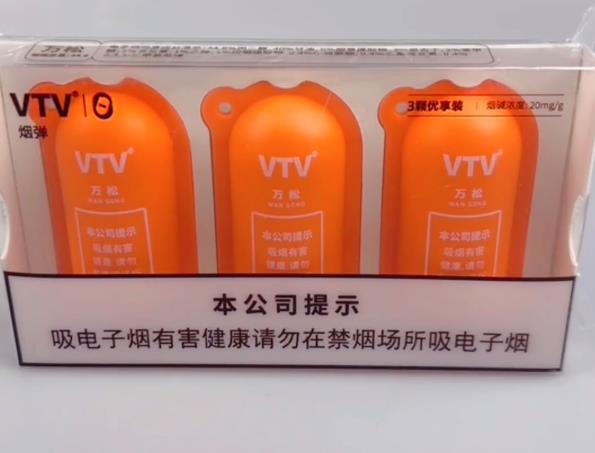 万松
VTV
烟弹
3颗优享装 | 烟碱浓度: 20mg/g
VTV
万松
WAN SONG
本公司提示
吸烟有害
健康 请勿
VTV
万松
WAN SONG
本公司提示
吸烟有害
健康 请勿
VTV
万松
WAN SONG
本公司提示
吸烟有害
健康 请勿
本公司提示
吸电子烟有害健康请勿在禁烟场所吸电子烟